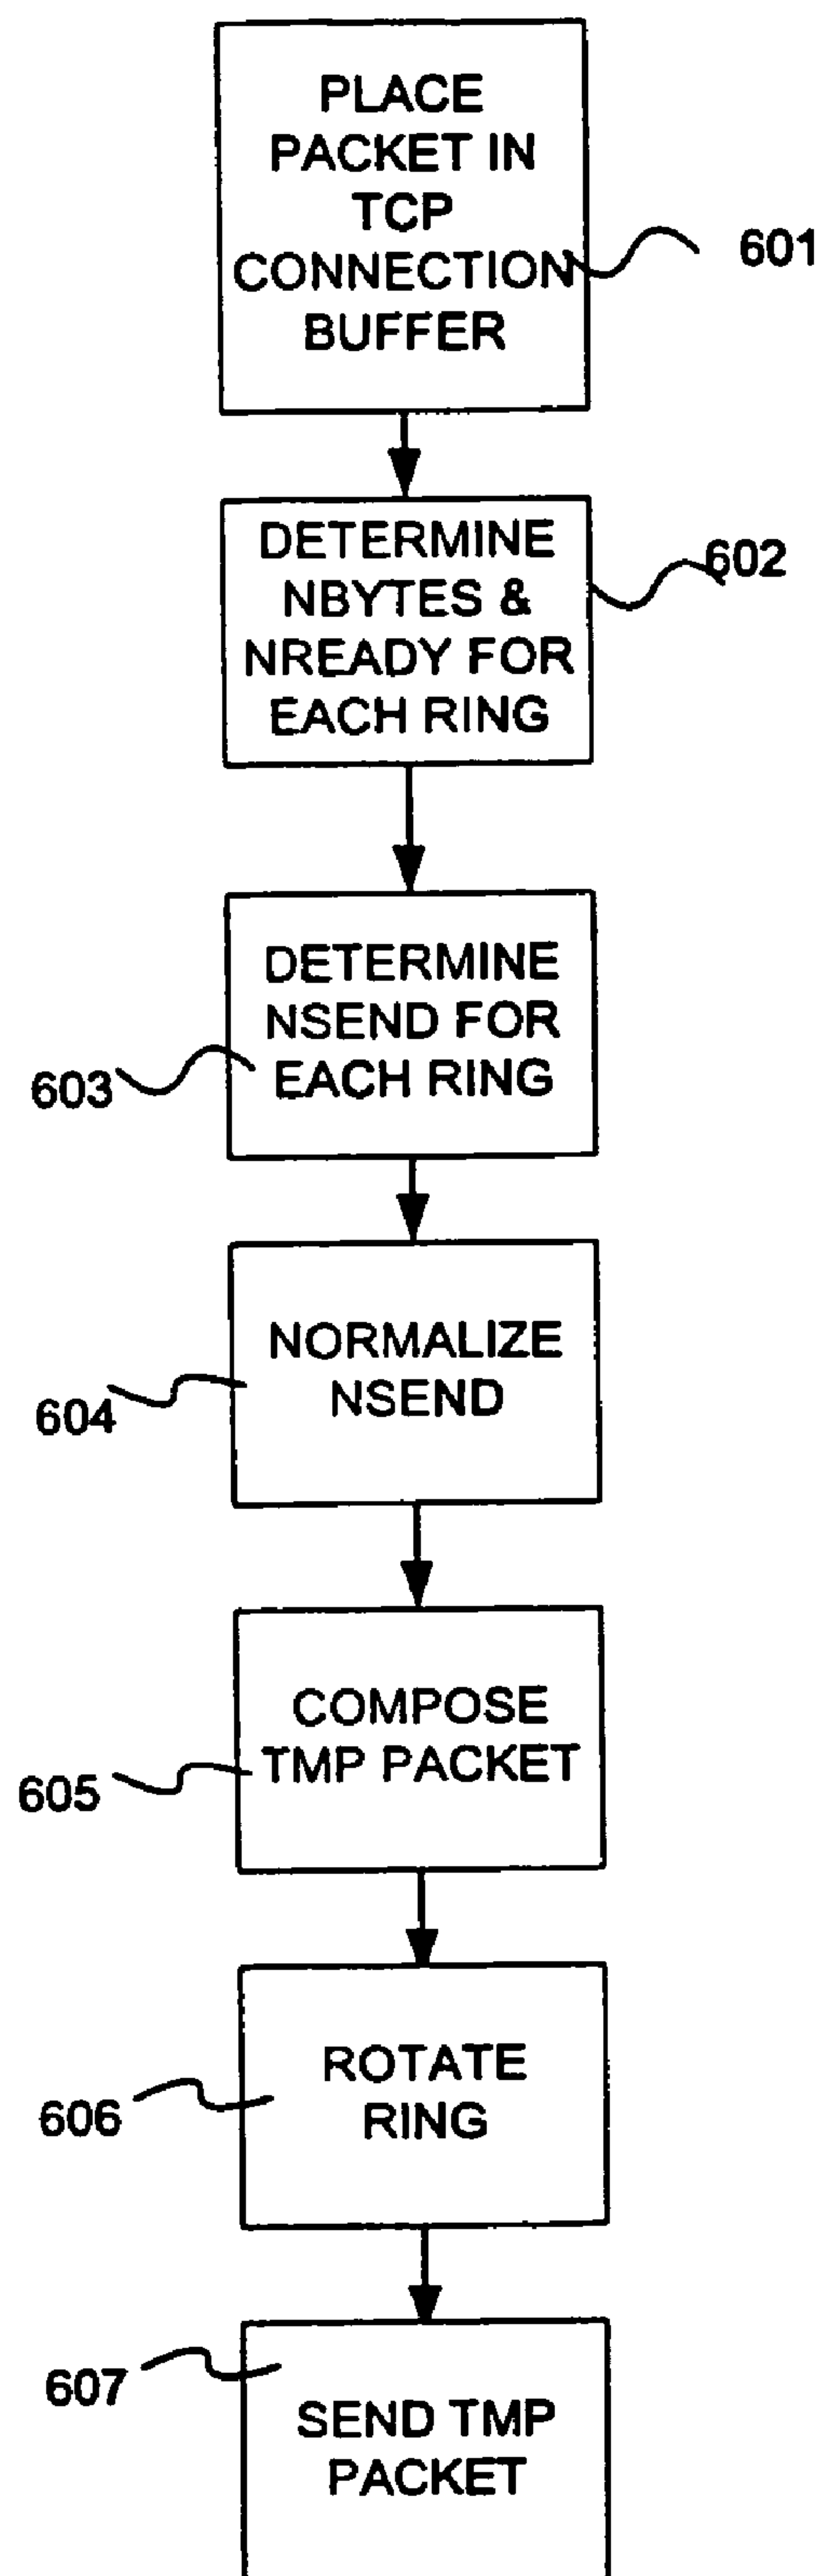 PLACE
PACKET IN
TCP
CONNECTION
BUFFER
601
DETERMINE
NBYTES &
NREADY FOR
EACH RING
602
DETERMINE
NSEND FOR
EACH RING
603
NORMALIZE
NSEND
604
COMPOSE
TMP PACKET
605
ROTATE
RING
606
607
SEND TMP
PACKET